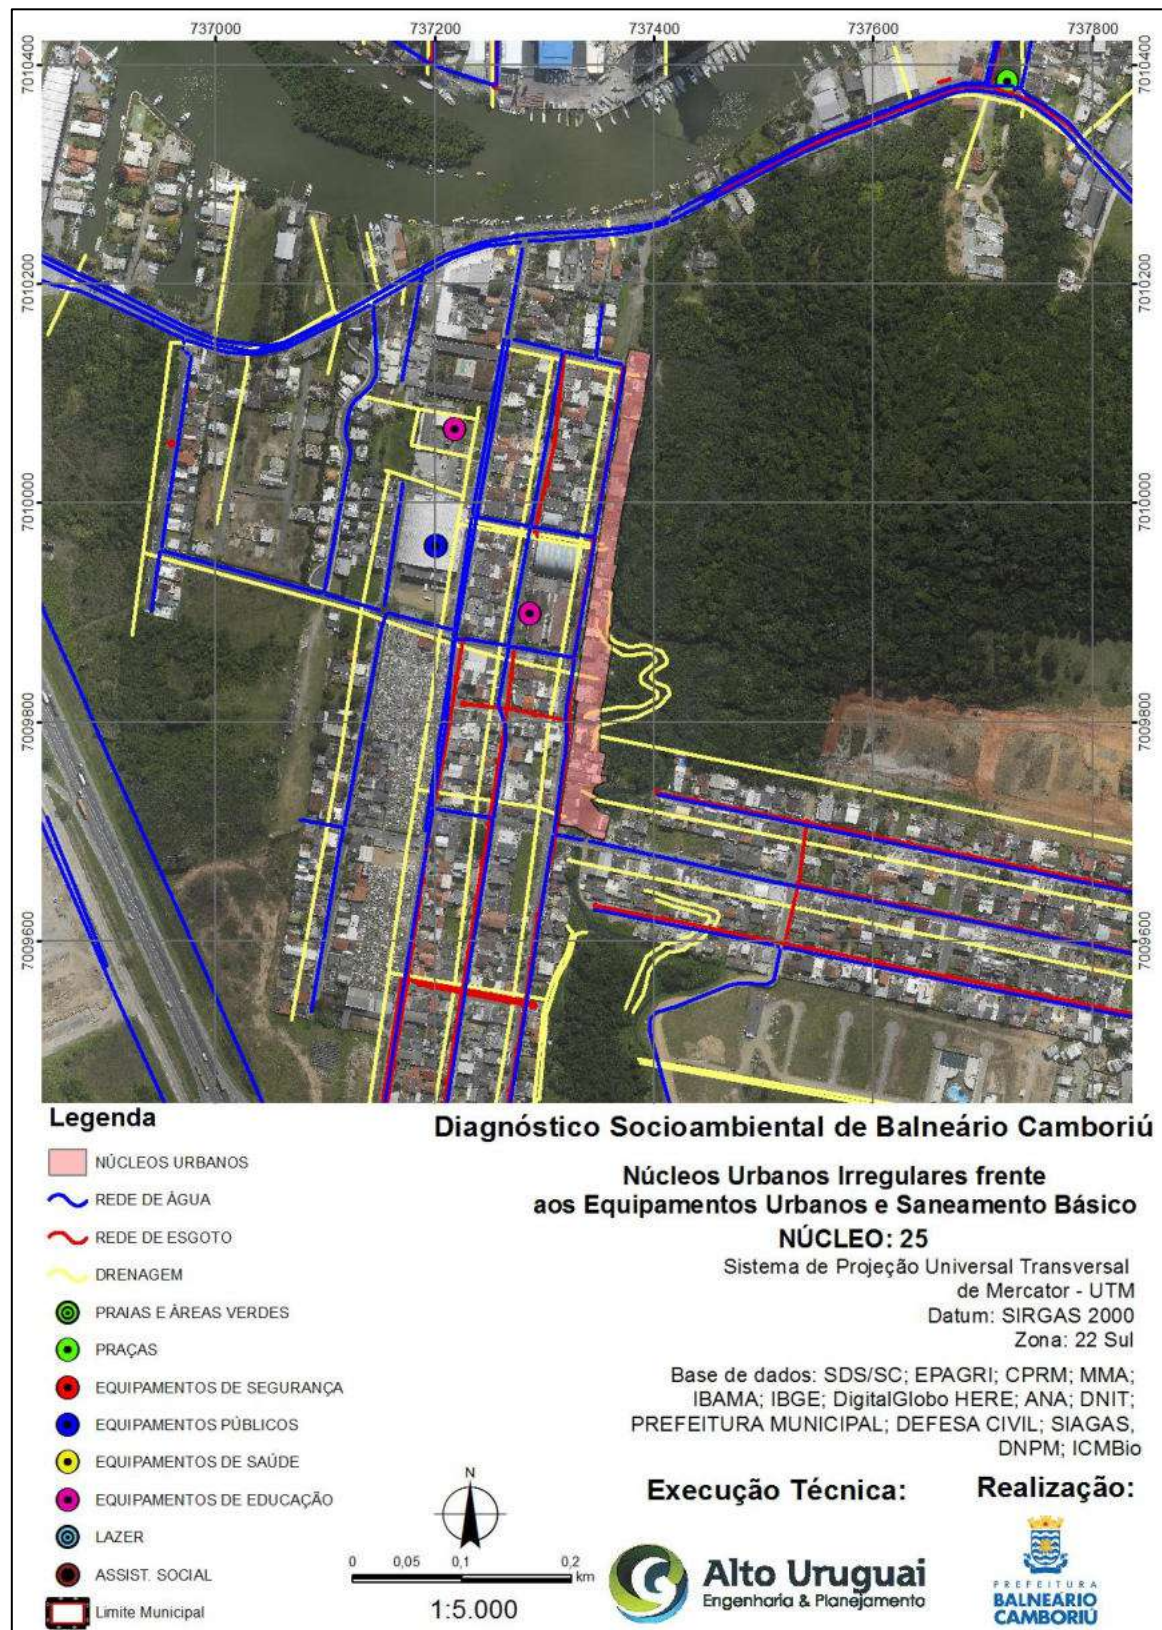 737000 737200 737400 737600 737800
7010400 7010400
7010200 7010200
7010000 7010000
7009800 7009800
7009600 7009600
Legenda
NÚCLEOS URBANOS
REDE DE ÁGUA
REDE DE ESGOTO
DRENAGEM
PRAIAS E ÁREAS VERDES
PRAÇAS
EQUIPAMENTOS DE SEGURANÇA
EQUIPAMENTOS PÚBLICOS
EQUIPAMENTOS DE SAÚDE
EQUIPAMENTOS DE EDUCAÇÃO
LAZER
ASSIST. SOCIAL
Limite Municipal
Diagnóstico Socioambiental de Balneário Camboriú
Núcleos Urbanos Irregulares frente
aos Equipamentos Urbanos e Saneamento Básico
NÚCLEO: 25
Sistema de Projeção Universal Transversal
de Mercator - UTM
Datum: SIRGAS 2000
Zona: 22 Sul
Base de dados: SDS/SC; EPAGRI; CPRM; MMA;
IBAMA; IBGE; DigitalGlobo HERE; ANA; DNIT;
PREFEITURA MUNICIPAL; DEFESA CIVIL; SIAGAS,
DNPM; ICMBio
N
0 0,05 0,1 0,2
km
1:5.000
Execução Técnica:
Alto Uruguai
Engenharia & Planejamento
Realização:
PREFEITURA
BALNEÁRIO
CAMBORIÚ